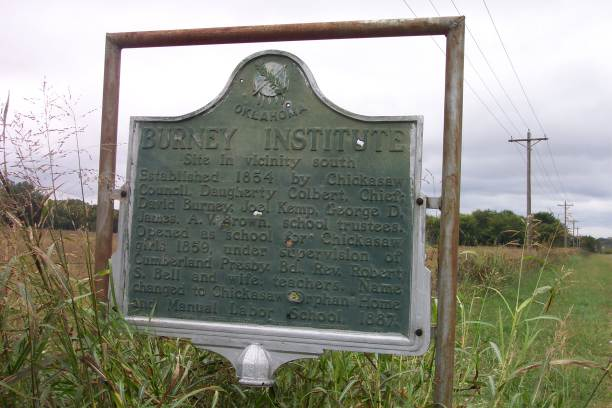 OKLAHOMA
BURNEY INSTITUTE
Site in vicinity south
Established 1854 by Chickasaw
Council, Daugherty Colbert, Chief;
David Burney, Joel Kemp, George D.
James, A. V. Brown, school trustees.
Opened as school for Chickasaw
girls 1859, under supervision of
Cumberland Presby. Bd., Rev. Robert
S. Bell and wife, teachers. Name
changed to Chickasaw Orphan Home
and Manual Labor School, 1887.